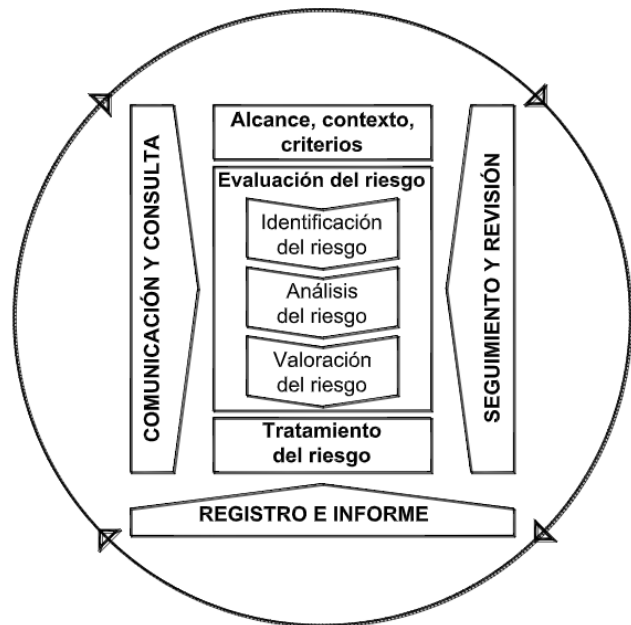 COMUNICACIÓN Y CONSULTA
Alcance, contexto,
criterios
Evaluación del riesgo
Identificación
del riesgo
Análisis
del riesgo
Valoración
del riesgo
Tratamiento
del riesgo
SEGUIMIENTO Y REVISIÓN
REGISTRO E INFORME